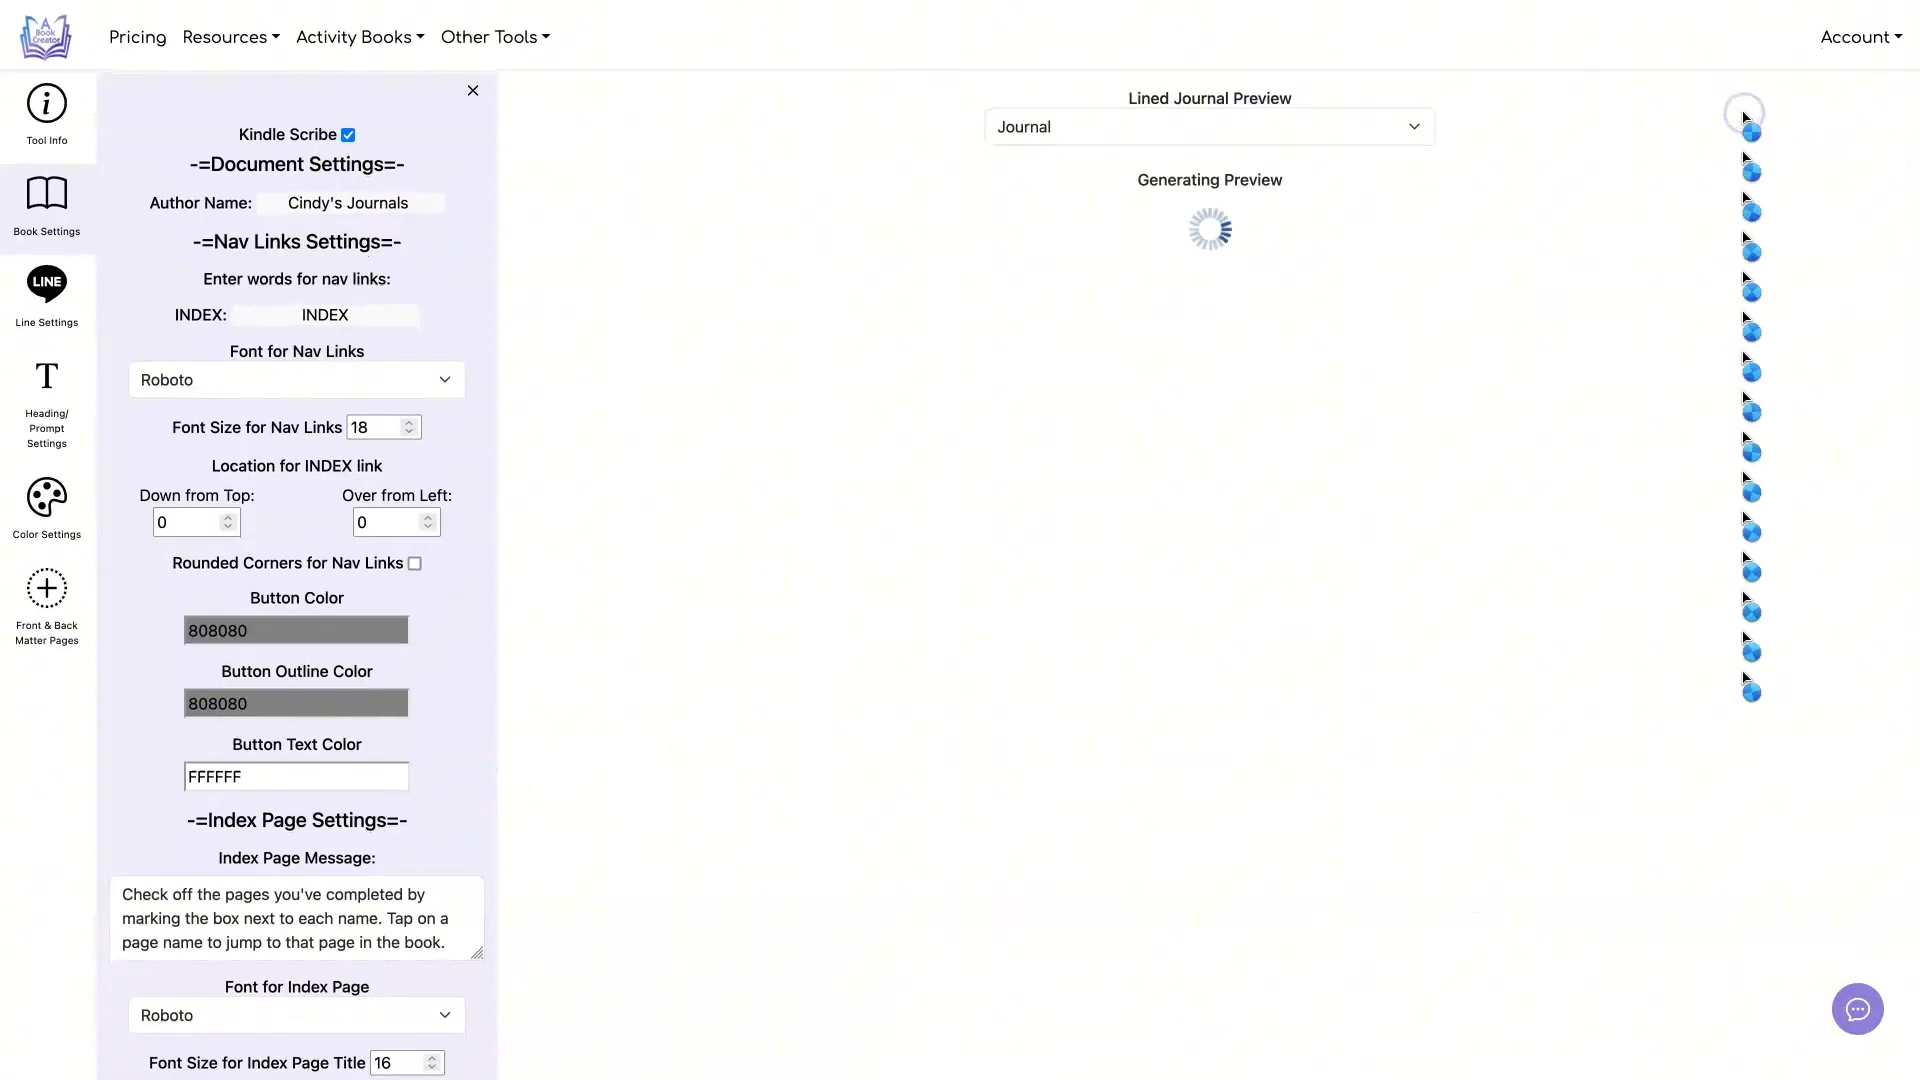 A
Book
Creator
Pricing
Resources
Activity Books
Other Tools
Account
Tool Info
Book Settings
LINE
Line Settings
T
Heading/
Prompt
Settings
Color Settings
Front & Back
Matter Pages
Kindle Scribe
-=Document Settings=-
Author Name: Cindy's Journals
-=Nav Links Settings=-
Enter words for nav links:
INDEX: INDEX
Font for Nav Links
Roboto
Font Size for Nav Links 18
Location for INDEX link
Down from Top: Over from Left:
0 0
Rounded Corners for Nav Links
Button Color
808080
Button Outline Color
808080
Button Text Color
FFFFFF
-=Index Page Settings=-
Index Page Message:
Check off the pages you've completed by
marking the box next to each name. Tap on a
page name to jump to that page in the book.
Font for Index Page
Roboto
Font Size for Index Page Title 16
Lined Journal Preview
Journal
Generating Preview